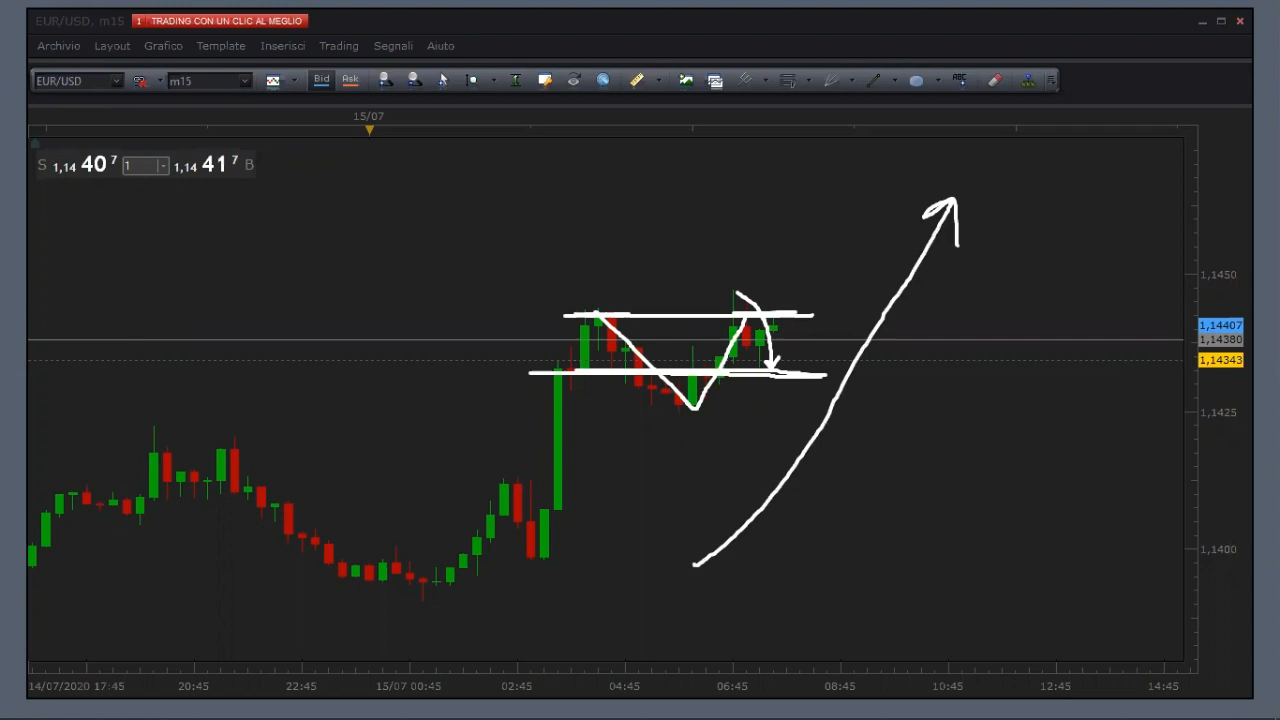 EUR/USD, m15 1 TRADING CON UN CLIC AL MEGLIO
Archivio Layout Grafico Template Inserisci Trading Segnali Aiuto
EUR/USD m15 Bid Ask ABC
15/07
S 1,14 40 7 1 1,14 41 7 B
1,1450
1,14407
1,14380
1,14343
1,1425
1,1400
14/07/2020 17:45 20:45 22:45 15/07 00:45 02:45 04:45 06:45 08:45 10:45 12:45 14:45